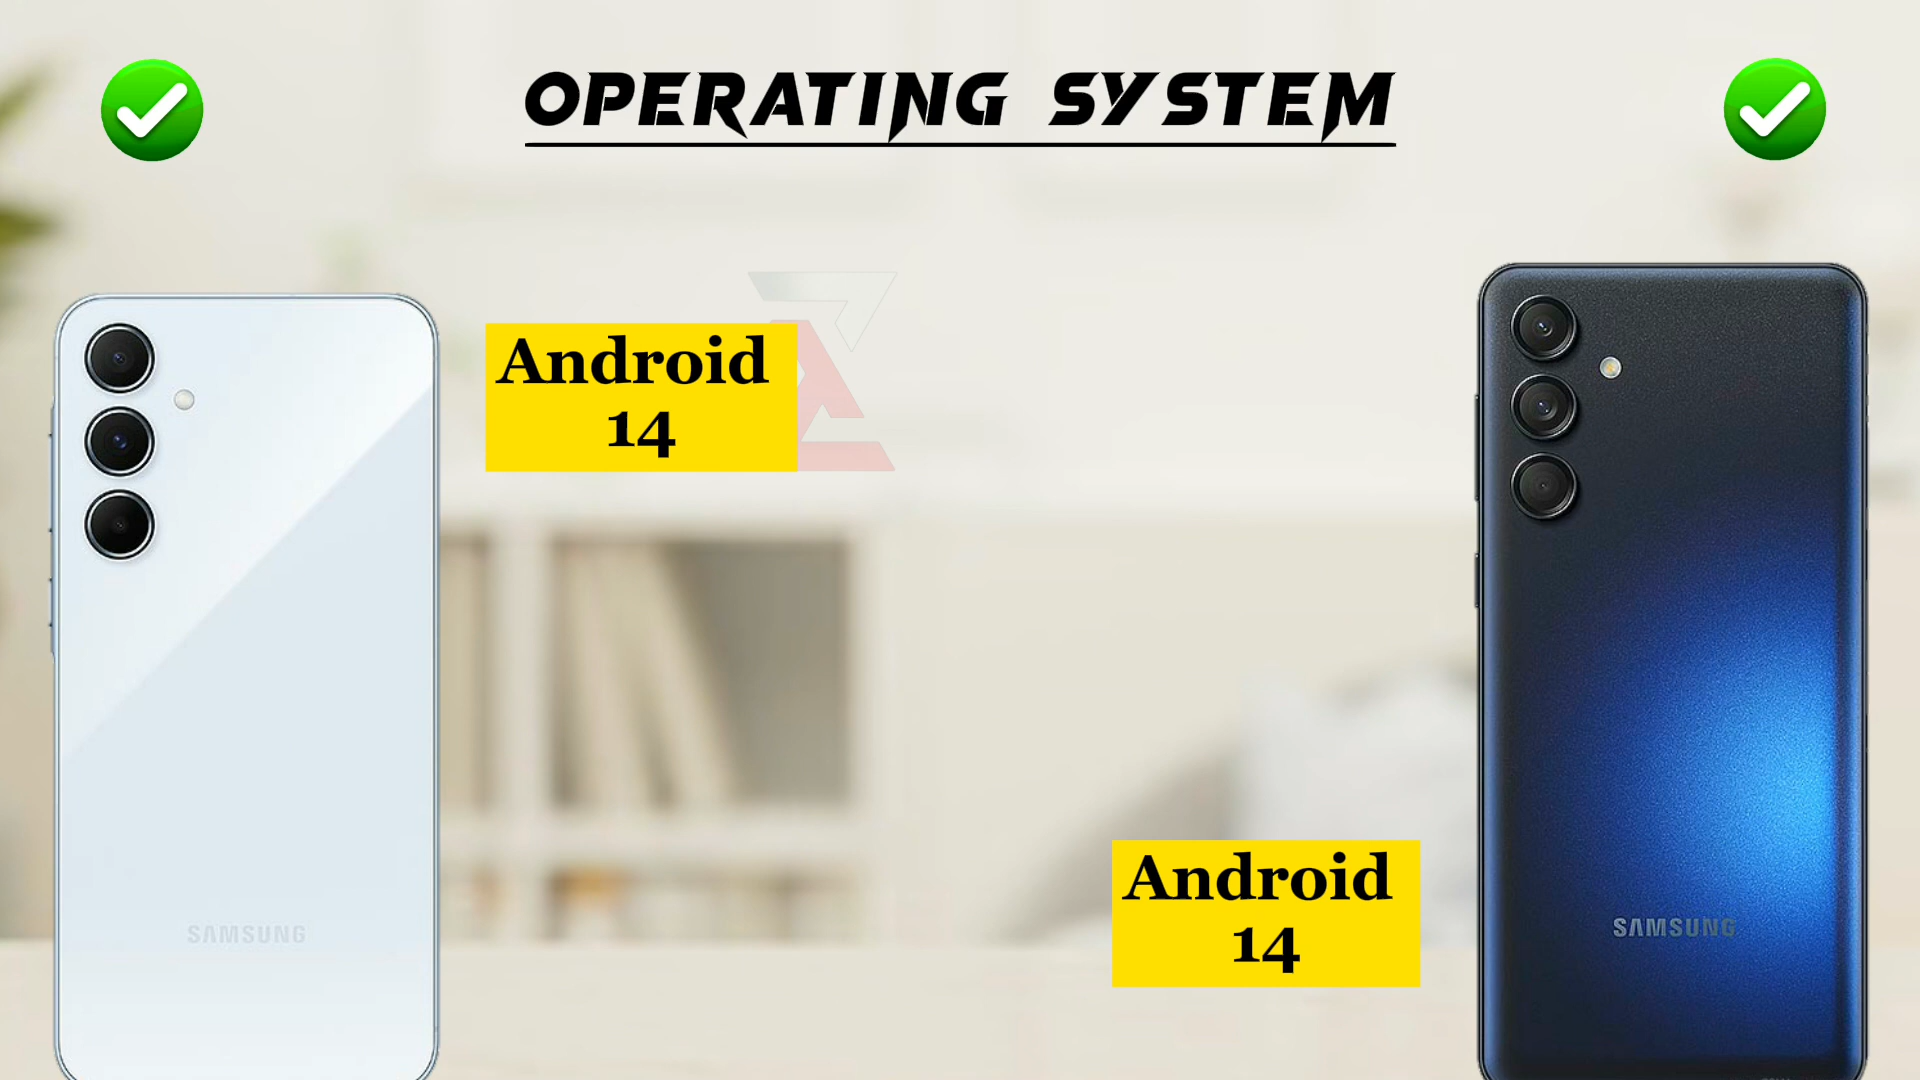 OPERATING SYSTEM
Android
14
Android
14
SAMSUNG
SAMSUNG